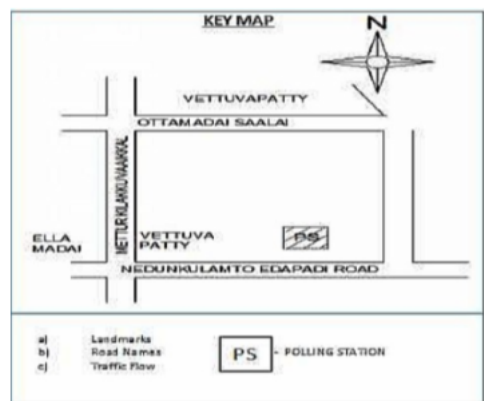 KEY MAP
N
VETTUVAPATTY
OTTAMADAI SAALAI
METTUR KILAKKUVAAIKKAL
ELLA
MADAI
VETTUVA
PATTY
PS
NEDUNKULAMTO EDAPADI ROAD
a) Landmarks
b) Road Names
c) Traffic Flow
PS - POLLING STATION